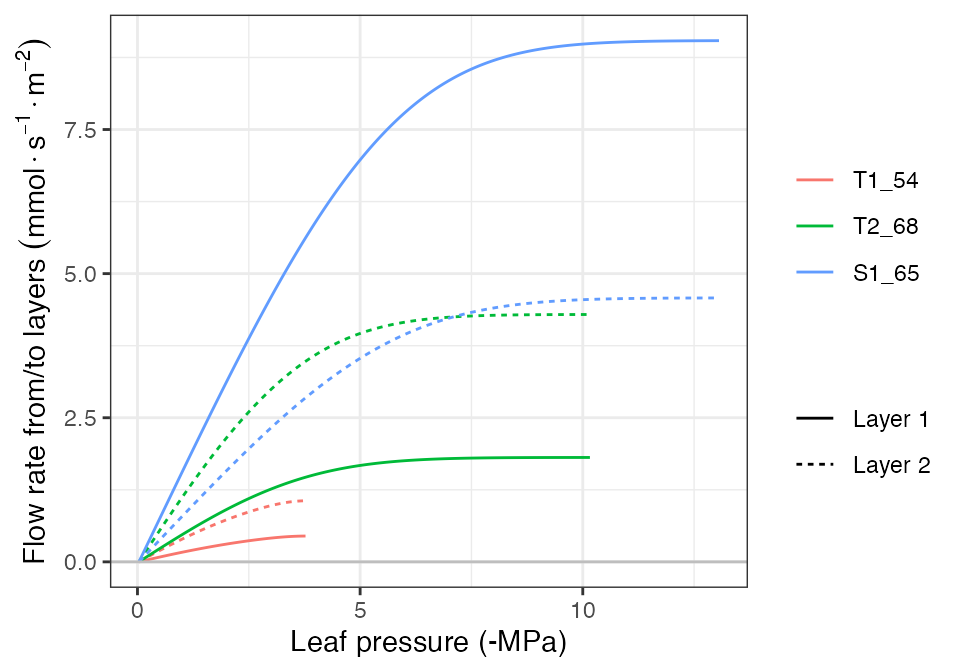 Flow rate from/to layers (mmol · s⁻¹ · m⁻²)
7.5
5.0
2.5
0.0
0 5 10
Leaf pressure (-MPa)
T1_54
T2_68
S1_65
Layer 1
Layer 2